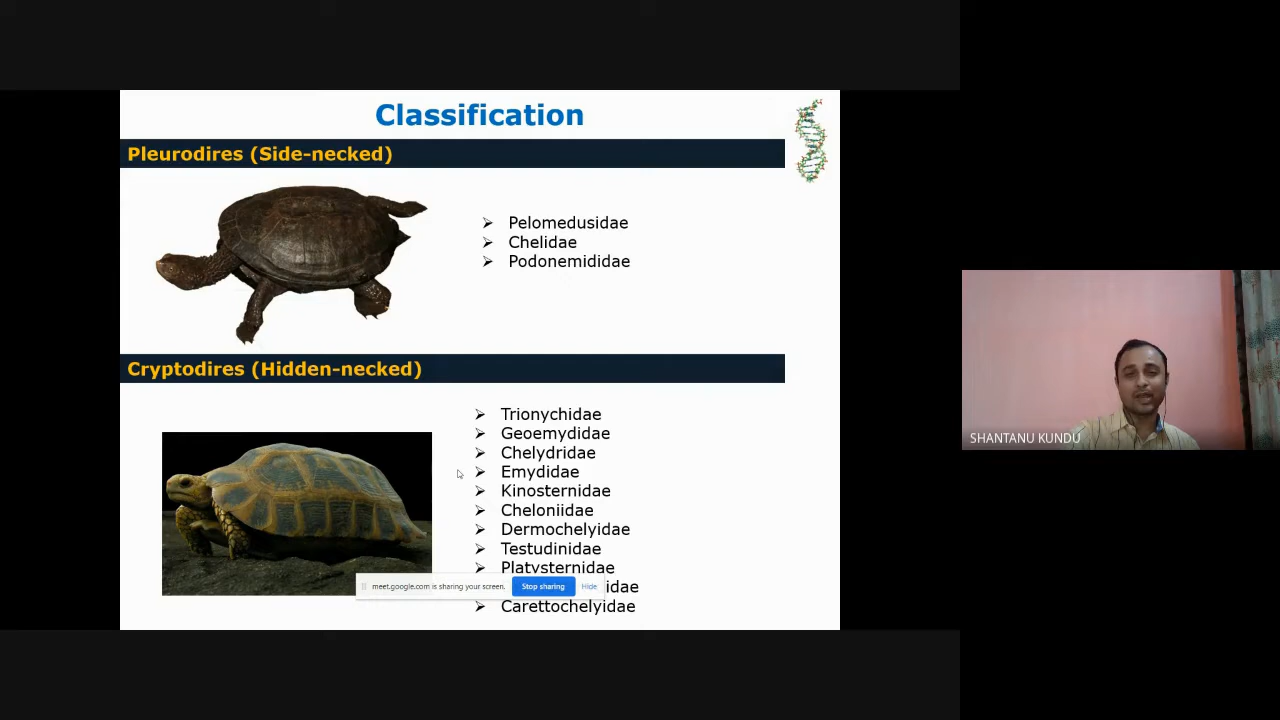 Classification
Pleurodires (Side-necked)
Pelomedusidae
Chelidae
Podonemididae
Cryptodires (Hidden-necked)
Trionychidae
Geoemydidae
Chelydridae
Emydidae
Kinosternidae
Cheloniidae
Dermochelyidae
Testudinidae
Platysternidae
meet.google.com is sharing your screen. Stop sharing Hide
idae
Carettochelyidae
SHANTANU KUNDU